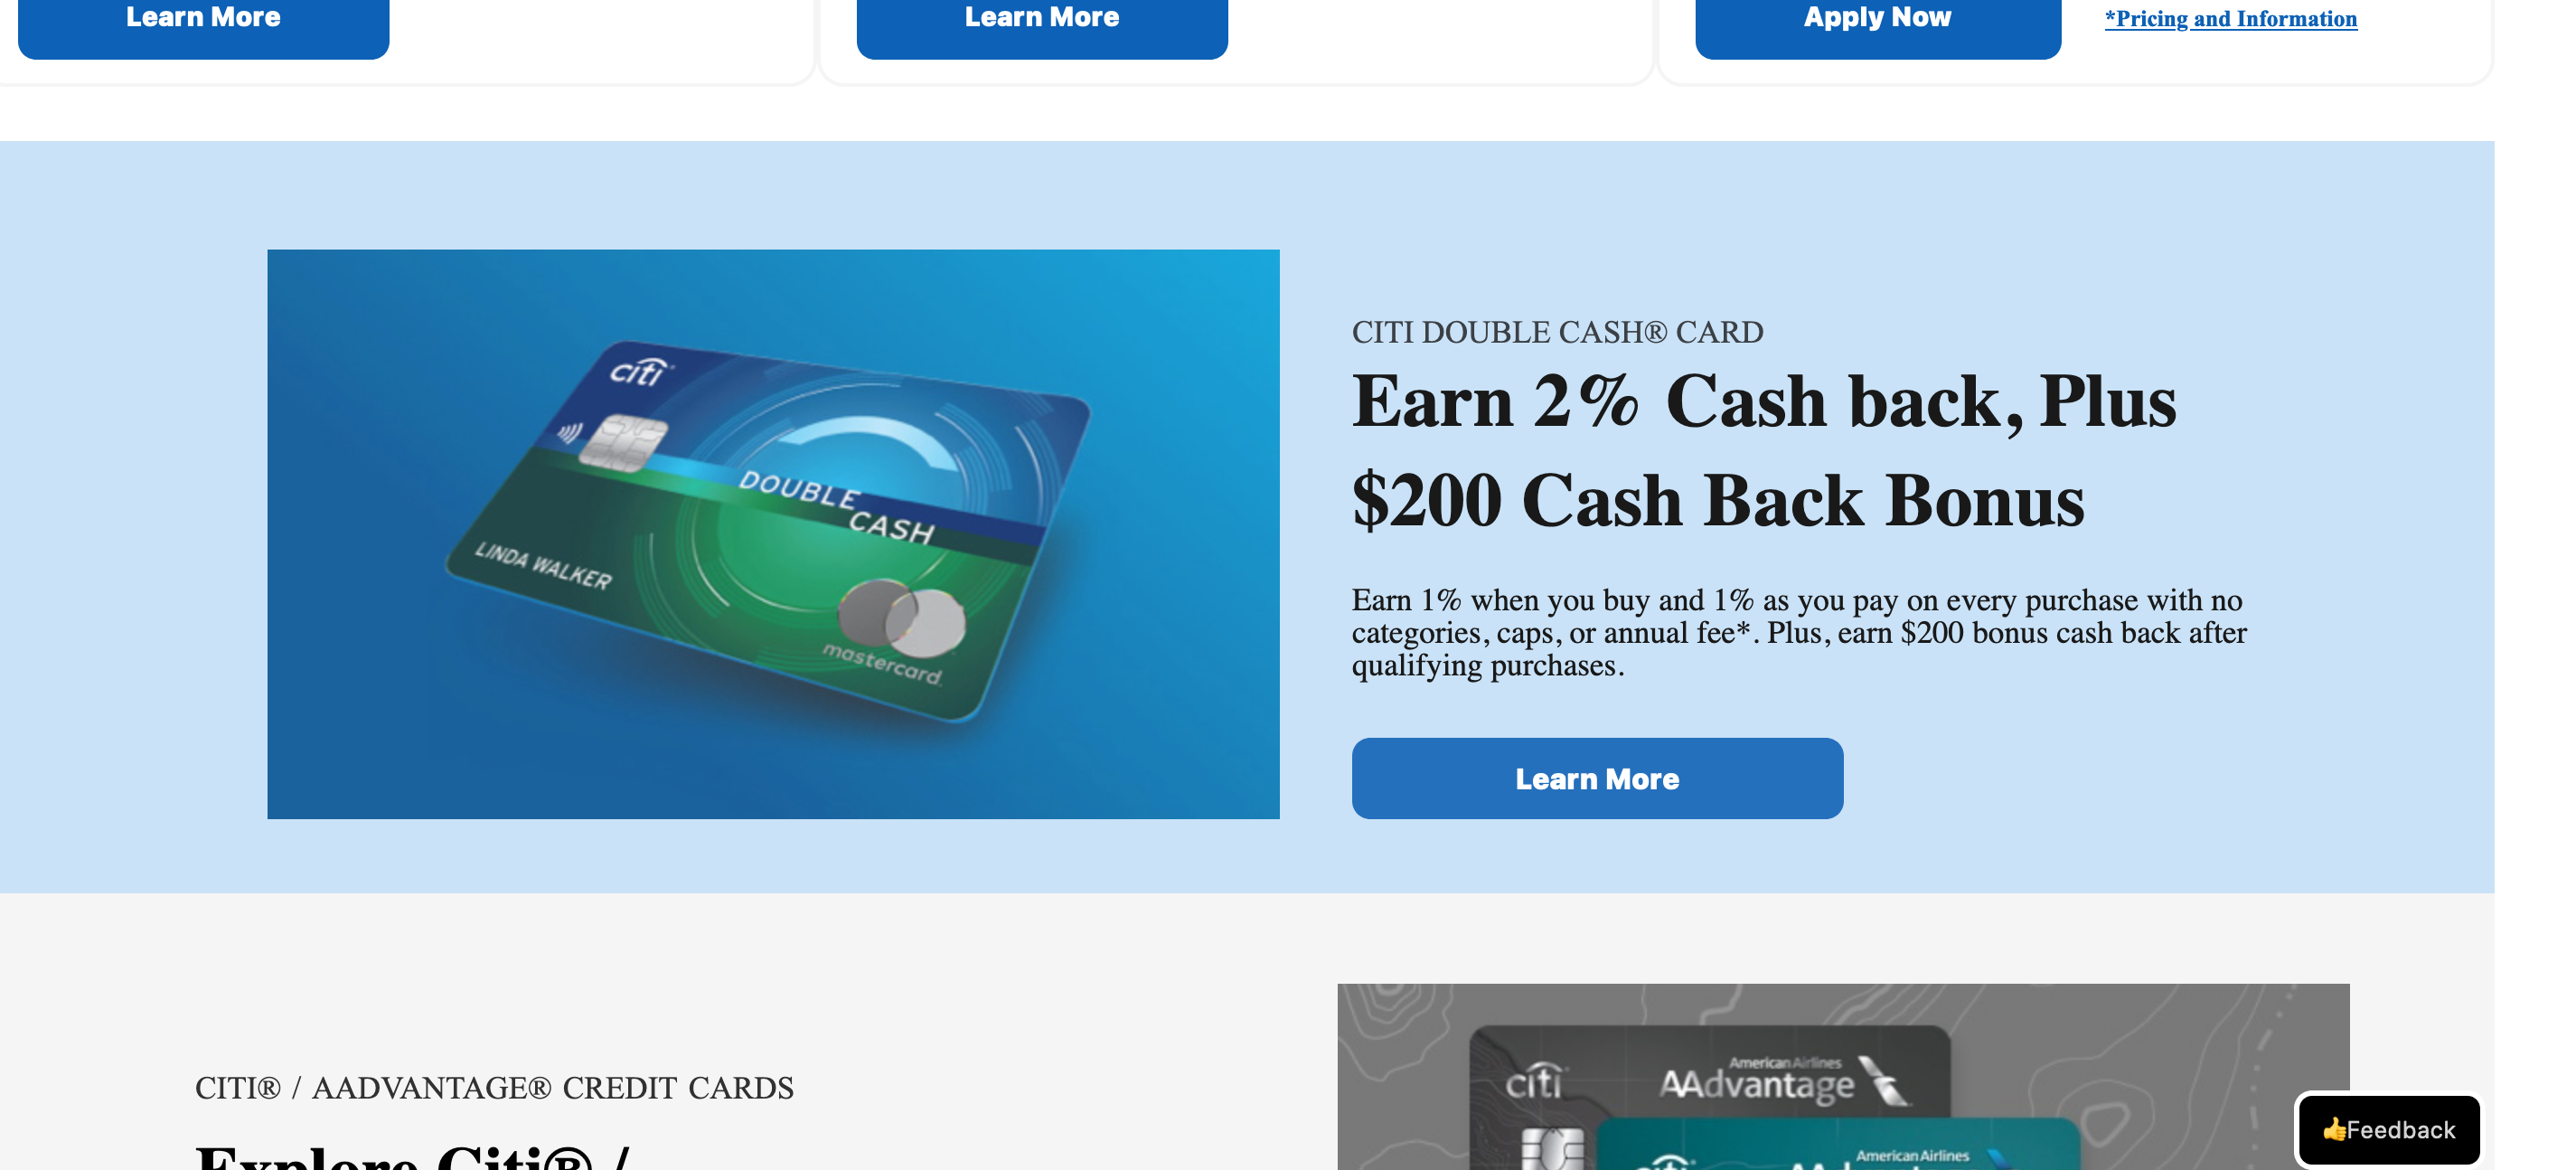 Learn More
Learn More
Apply Now
*Pricing and Information
citi
DOUBLE
CASH
LINDA WALKER
mastercard
CITI DOUBLE CASH® CARD
Earn 2% Cash back, Plus
$200 Cash Back Bonus
Earn 1% when you buy and 1% as you pay on every purchase with no
categories, caps, or annual fee*. Plus, earn $200 bonus cash back after
qualifying purchases.
Learn More
CITI® / AADVANTAGE® CREDIT CARDS
Explore Citi® /
citi
American Airlines
AAdvantage
American Airlines
👍Feedback